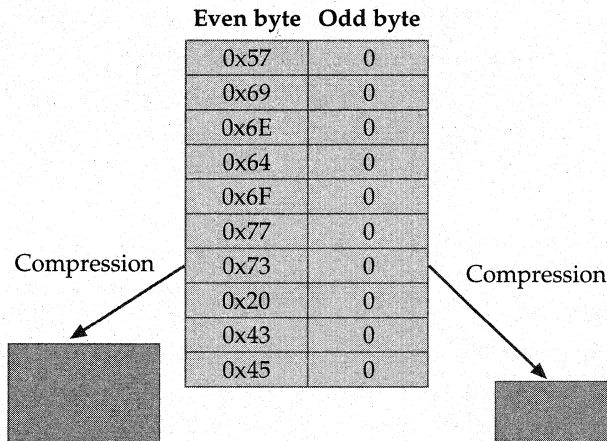 Even byte Odd byte
0x57 0
0x69 0
0x6E 0
0x64 0
0x6F 0
0x77 0
0x73 0
0x20 0
0x43 0
0x45 0
Compression
Compression